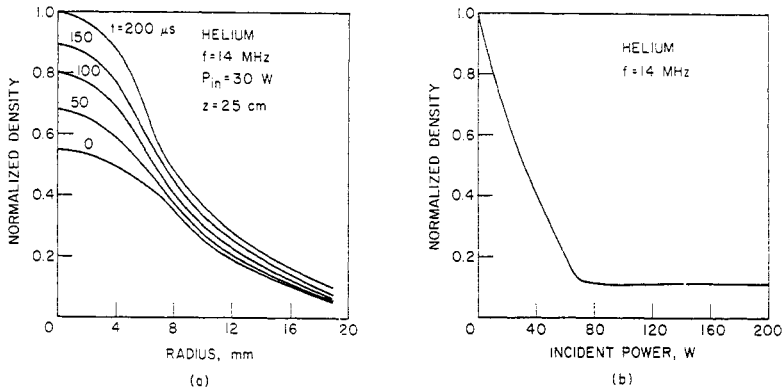 1.0
0.8
0.6
0.4
0.2
0
NORMALIZED DENSITY
t=200 μs
150
100
50
0
HELIUM
f=14 MHz
Pin=30 W
z=25 cm
0 4 8 12 16 20
RADIUS, mm
(a)
1.0
0.8
0.6
0.4
0.2
NORMALIZED DENSITY
HELIUM
f=14 MHz
0 40 80 120 160 200
INCIDENT POWER, W
(b)